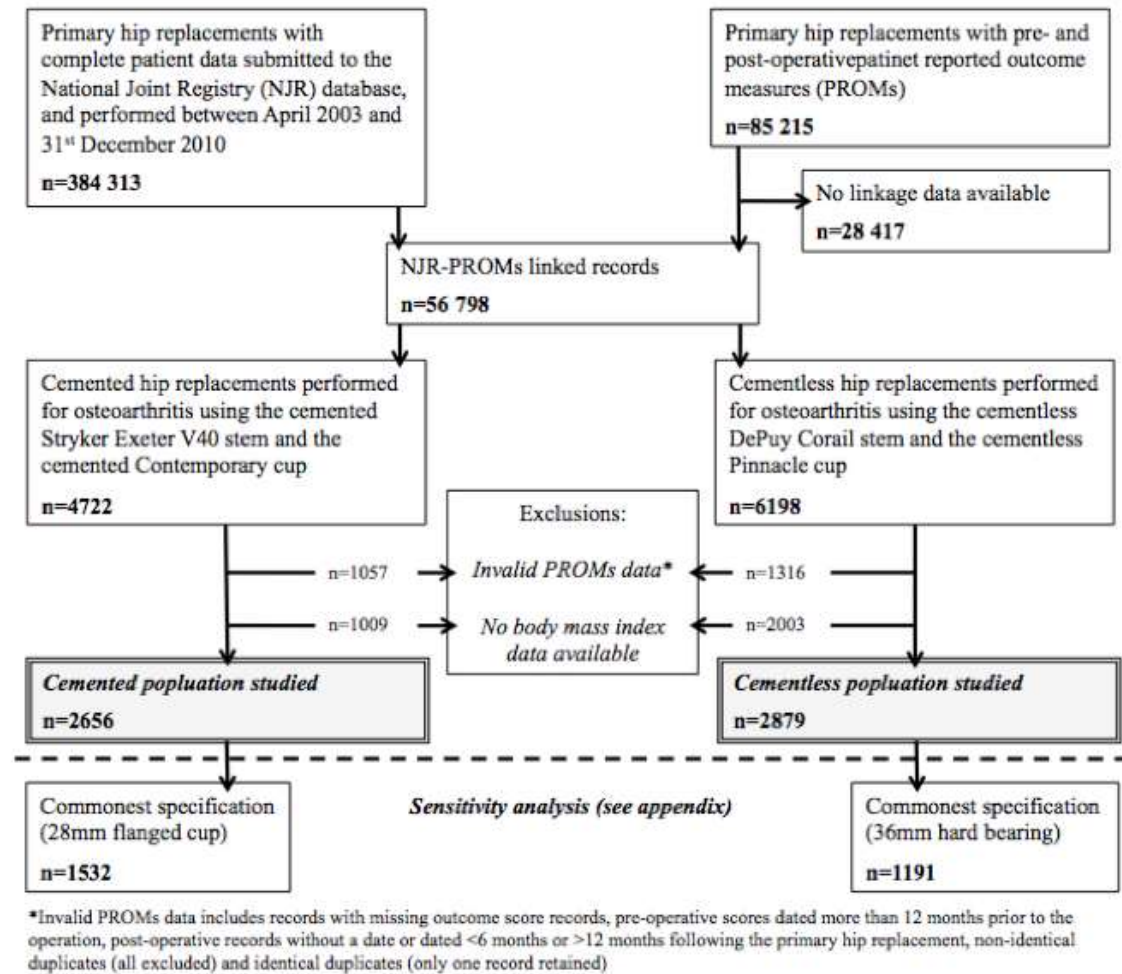 Primary hip replacements with
complete patient data submitted to the
National Joint Registry (NJR) database,
and performed between April 2003 and
31st December 2010
n=384 313
Primary hip replacements with pre- and
post-operativepatinet reported outcome
measures (PROMs)
n=85 215
No linkage data available
n=28 417
NJR-PROMs linked records
n=56 798
Cemented hip replacements performed
for osteoarthritis using the cemented
Stryker Exeter V40 stem and the
cemented Contemporary cup
n=4722
Cementless hip replacements performed
for osteoarthritis using the cementless
DePuy Corail stem and the cementless
Pinnacle cup
n=6198
Exclusions:
n=1057
Invalid PROMs data*
n=1316
n=1009
No body mass index
data available
n=2003
Cemented popluation studied
n=2656
Cementless popluation studied
n=2879
Commonest specification
(28mm flanged cup)
n=1532
Sensitivity analysis (see appendix)
Commonest specification
(36mm hard bearing)
n=1191
*Invalid PROMs data includes records with missing outcome score records, pre-operative scores dated more than 12 months prior to the
operation, post-operative records without a date or dated <6 months or >12 months following the primary hip replacement, non-identical
duplicates (all excluded) and identical duplicates (only one record retained)